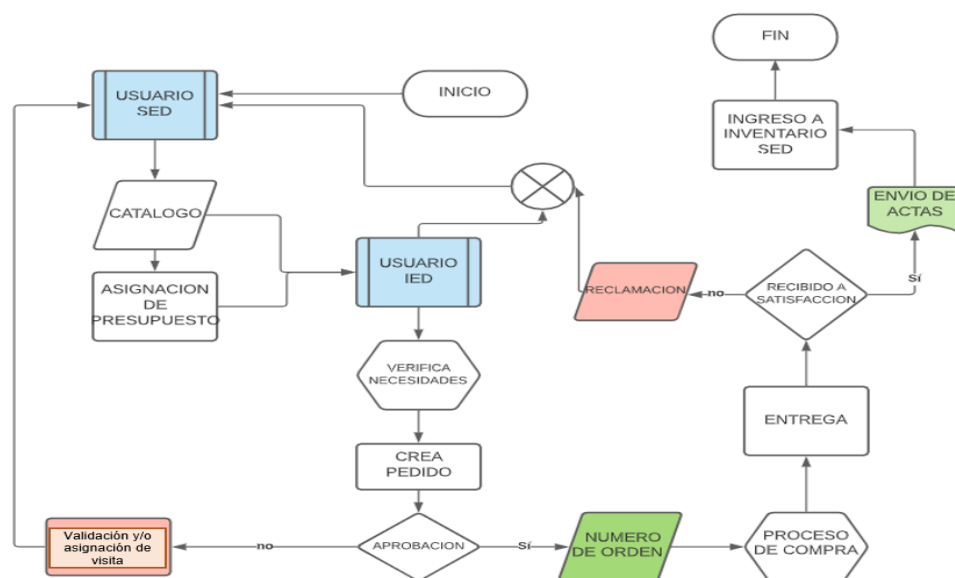 FIN
USUARIO
SED
INICIO
INGRESO A
INVENTARIO
SED
ENVIO DE
ACTAS
CATALOGO
USUARIO
IED
ASIGNACION
DE
PRESUPUESTO
RECLAMACION
no
RECIBIDO A
SATISFACCION
Sí
VERIFICA
NECESIDADES
ENTREGA
CREA
PEDIDO
Validación y/o
asignación de
visita
no
APROBACION
Sí
NUMERO
DE ORDEN
PROCESO
DE COMPRA